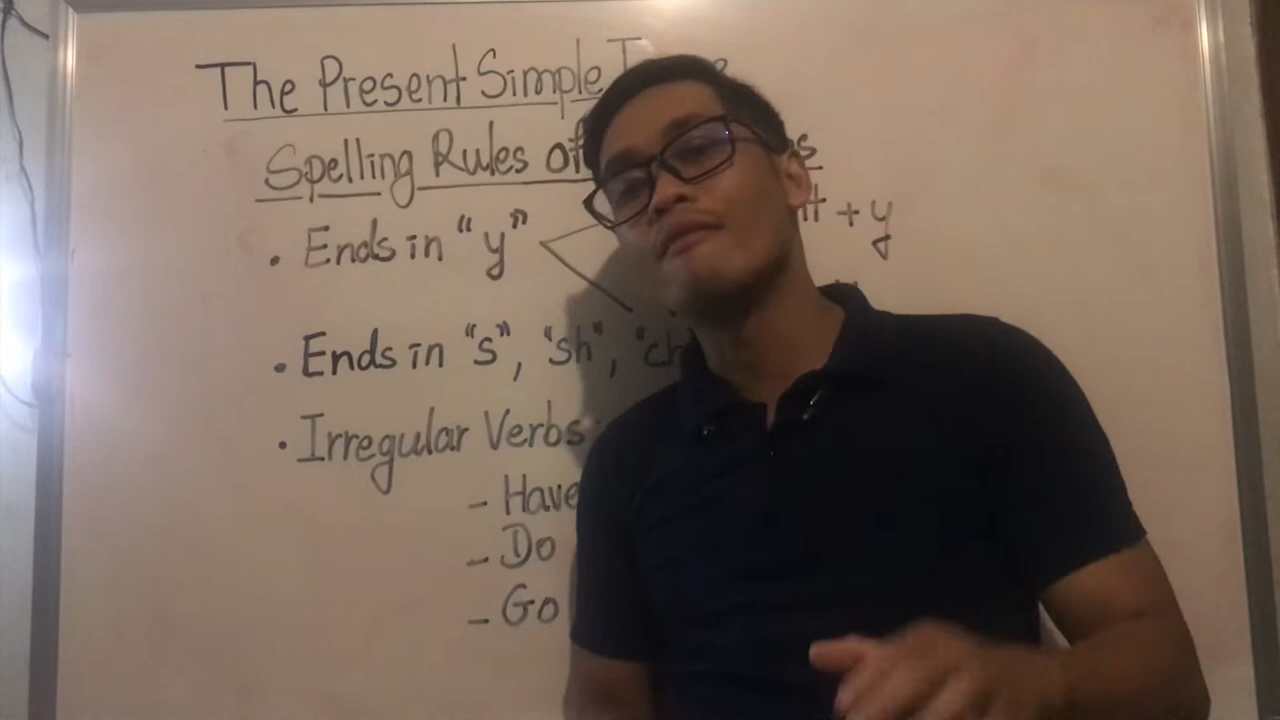 The Present Simple
Spelling Rules of
• Ends in "y"
+ y
• Ends in "s", "sh", "ch
• Irregular Verbs
- Have
- Do
- Go